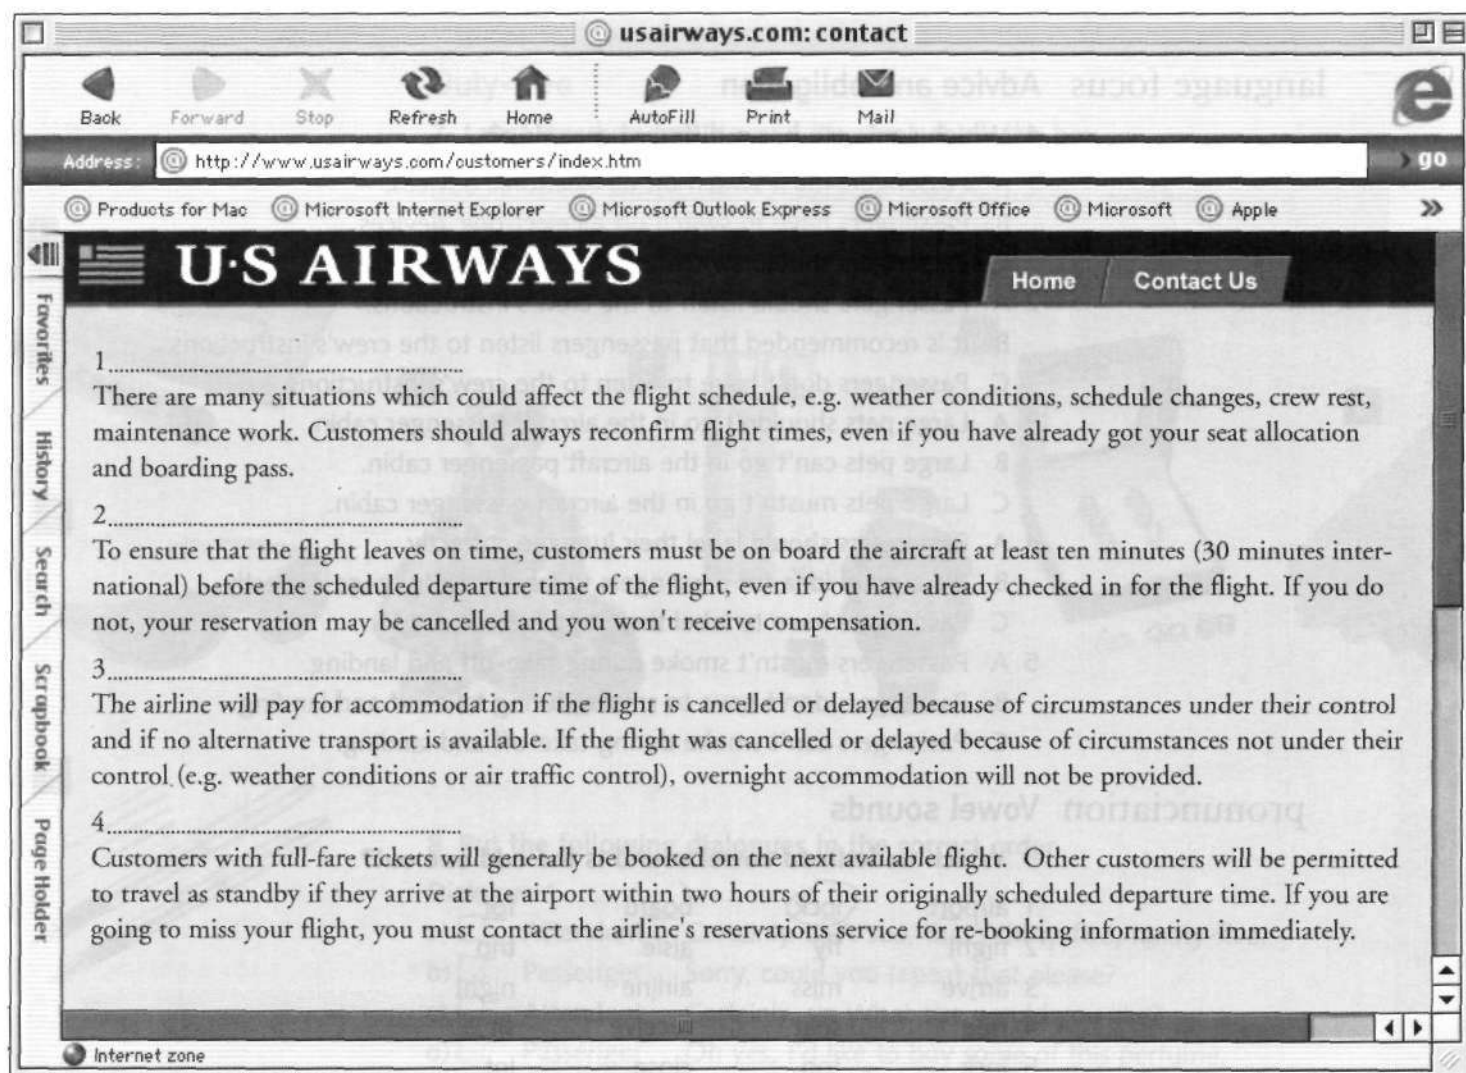 usairways.com: contact
Back Forward Stop Refresh Home AutoFill Print Mail
Address: http://www.usairways.com/customers/index.htm go
Products for Mac Microsoft Internet Explorer Microsoft Outlook Express Microsoft Office Microsoft Apple
U·S AIRWAYS
Home Contact Us
Favorites
History
Search
Scrapbook
Page Holder
1
There are many situations which could affect the flight schedule, e.g. weather conditions, schedule changes, crew rest,
maintenance work. Customers should always reconfirm flight times, even if you have already got your seat allocation
and boarding pass.
2
To ensure that the flight leaves on time, customers must be on board the aircraft at least ten minutes (30 minutes inter-
national) before the scheduled departure time of the flight, even if you have already checked in for the flight. If you do
not, your reservation may be cancelled and you won't receive compensation.
3
The airline will pay for accommodation if the flight is cancelled or delayed because of circumstances under their control
and if no alternative transport is available. If the flight was cancelled or delayed because of circumstances not under their
control (e.g. weather conditions or air traffic control), overnight accommodation will not be provided.
4
Customers with full-fare tickets will generally be booked on the next available flight. Other customers will be permitted
to travel as standby if they arrive at the airport within two hours of their originally scheduled departure time. If you are
going to miss your flight, you must contact the airline's reservations service for re-booking information immediately.
Internet zone